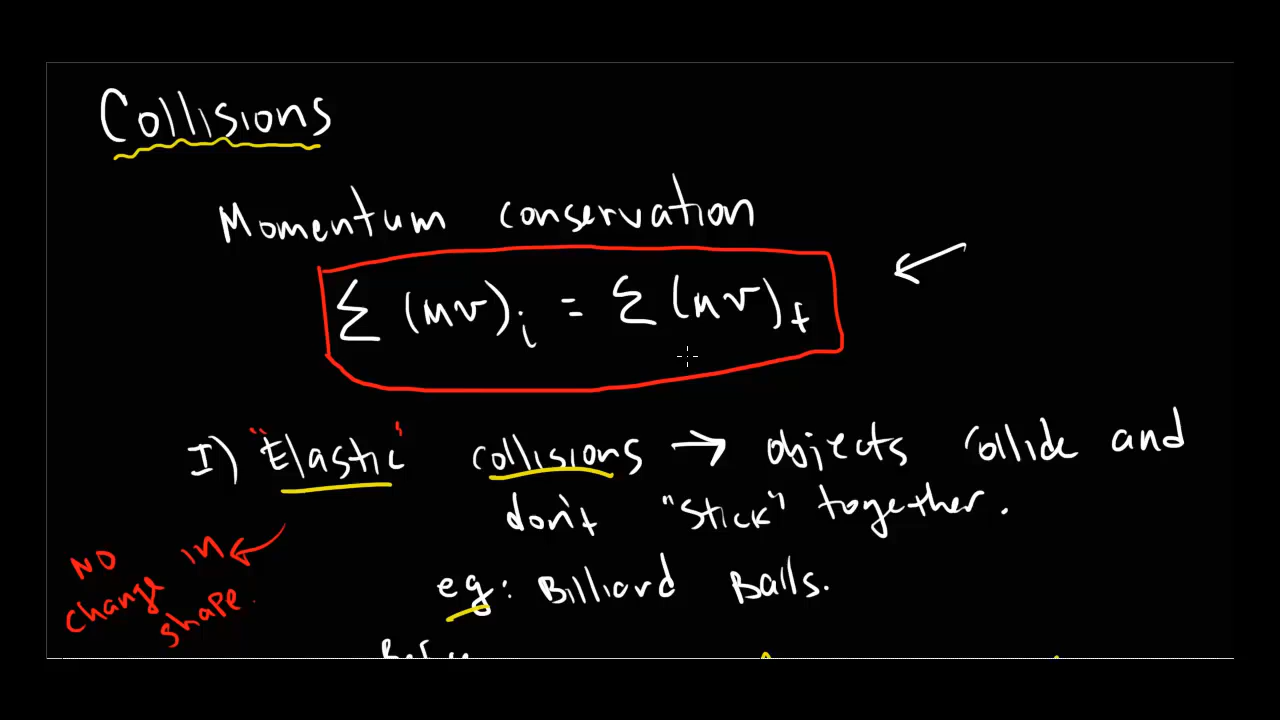 Collisions
Momentum conservation
Σ (mv)i = Σ (mv)f
I) "Elastic" collisions → objects collide and
don't "stick" together.
No change in shape.
eg: Billiard Balls.